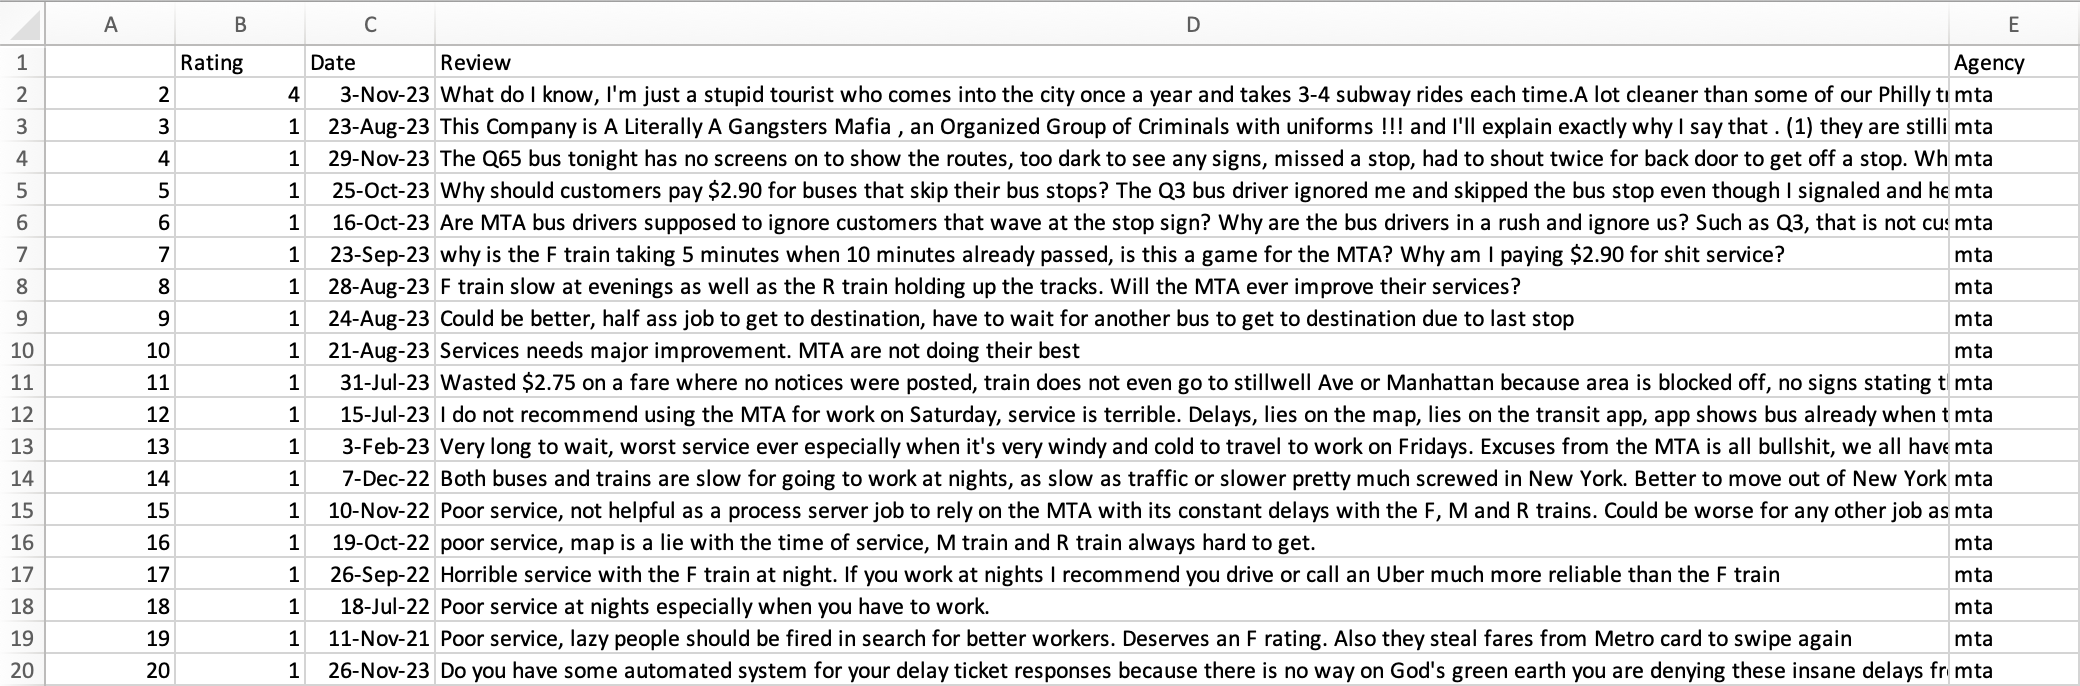 A B C D E
1 Rating Date Review Agency
2 2 4 3-Nov-23 What do I know, I'm just a stupid tourist who comes into the city once a year and takes 3-4 subway rides each time.A lot cleaner than some of our Philly mta
3 3 1 23-Aug-23 This Company is A Literally A Gangsters Mafia , an Organized Group of Criminals with uniforms !!! and I'll explain exactly why I say that . (1) they are stilli mta
4 4 1 29-Nov-23 The Q65 bus tonight has no screens on to show the routes, too dark to see any signs, missed a stop, had to shout twice for back door to get off a stop. Wh mta
5 5 1 25-Oct-23 Why should customers pay $2.90 for buses that skip their bus stops? The Q3 bus driver ignored me and skipped the bus stop even though I signaled and he mta
6 6 1 16-Oct-23 Are MTA bus drivers supposed to ignore customers that wave at the stop sign? Why are the bus drivers in a rush and ignore us? Such as Q3, that is not cus mta
7 7 1 23-Sep-23 why is the F train taking 5 minutes when 10 minutes already passed, is this a game for the MTA? Why am I paying $2.90 for shit service? mta
8 8 1 28-Aug-23 F train slow at evenings as well as the R train holding up the tracks. Will the MTA ever improve their services? mta
9 9 1 24-Aug-23 Could be better, half ass job to get to destination, have to wait for another bus to get to destination due to last stop mta
10 10 1 21-Aug-23 Services needs major improvement. MTA are not doing their best mta
11 11 1 31-Jul-23 Wasted $2.75 on a fare where no notices were posted, train does not even go to stillwell Ave or Manhattan because area is blocked off, no signs stating mta
12 12 1 15-Jul-23 I do not recommend using the MTA for work on Saturday, service is terrible. Delays, lies on the map, lies on the transit app, app shows bus already when mta
13 13 1 3-Feb-23 Very long to wait, worst service ever especially when it's very windy and cold to travel to work on Fridays. Excuses from the MTA is all bullshit, we all have mta
14 14 1 7-Dec-22 Both buses and trains are slow for going to work at nights, as slow as traffic or slower pretty much screwed in New York. Better to move out of New York mta
15 15 1 10-Nov-22 Poor service, not helpful as a process server job to rely on the MTA with its constant delays with the F, M and R trains. Could be worse for any other job as mta
16 16 1 19-Oct-22 poor service, map is a lie with the time of service, M train and R train always hard to get. mta
17 17 1 26-Sep-22 Horrible service with the F train at night. If you work at nights I recommend you drive or call an Uber much more reliable than the F train mta
18 18 1 18-Jul-22 Poor service at nights especially when you have to work. mta
19 19 1 11-Nov-21 Poor service, lazy people should be fired in search for better workers. Deserves an F rating. Also they steal fares from Metro card to swipe again mta
20 20 1 26-Nov-23 Do you have some automated system for your delay ticket responses because there is no way on God's green earth you are denying these insane delays mta